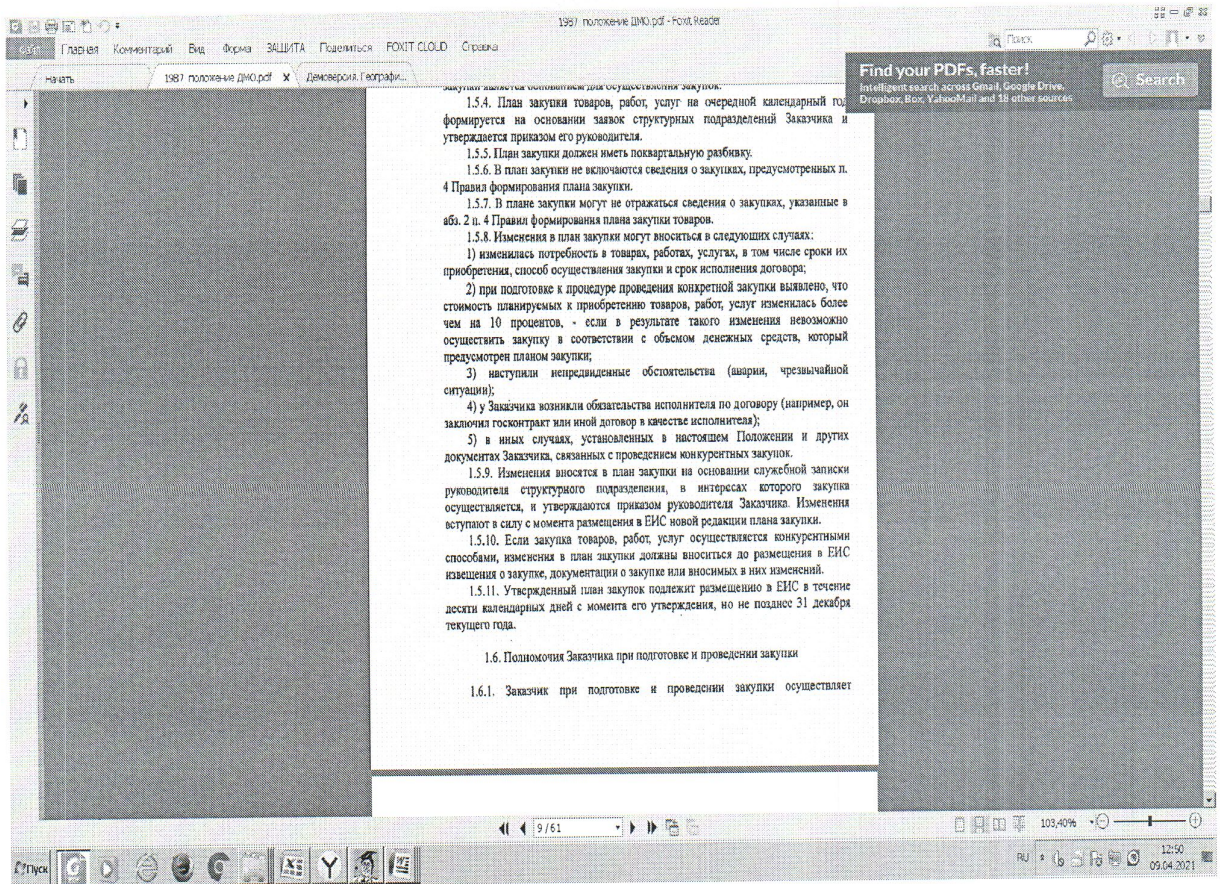 1987 положение ДМО.pdf - Foxit Reader
Файл Главная Комментарий Вид Форма ЗАЩИТА Поделиться FOXIT CLOUD Справка
Поиск
Начать
1987 положение ДМО.pdf X
Демоверсия. Географи...
Find your PDFs, faster!
Intelligent search across Gmail, Google Drive,
Dropbox, Box, YahooMail and 18 other sources
Search
закупки является основанием для осуществления закупок.
1.5.4. План закупки товаров, работ, услуг на очередной календарный год
формируется на основании заявок структурных подразделений Заказчика и
утверждается приказом его руководителя.
1.5.5. План закупки должен иметь поквартальную разбивку.
1.5.6. В план закупки не включаются сведения о закупках, предусмотренных п.
4 Правил формирования плана закупки.
1.5.7. В плане закупки могут не отражаться сведения о закупках, указанные в
абз. 2 п. 4 Правил формирования плана закупки товаров.
1.5.8. Изменения в план закупки могут вноситься в следующих случаях:
1) изменилась потребность в товарах, работах, услугах, в том числе сроки их
приобретения, способ осуществления закупки и срок исполнения договора;
2) при подготовке к процедуре проведения конкретной закупки выявлено, что
стоимость планируемых к приобретению товаров, работ, услуг изменилась более
чем на 10 процентов, - если в результате такого изменения невозможно
осуществить закупку в соответствии с объемом денежных средств, который
предусмотрен планом закупки;
3) наступили непредвиденные обстоятельства (аварии, чрезвычайной
ситуации);
4) у Заказчика возникли обязательства исполнителя по договору (например, он
заключил госконтракт или иной договор в качестве исполнителя);
5) в иных случаях, установленных в настоящем Положении и других
документах Заказчика, связанных с проведением конкурентных закупок.
1.5.9. Изменения вносятся в план закупки на основании служебной записки
руководителя структурного подразделения, в интересах которого закупка
осуществляется, и утверждаются приказом руководителя Заказчика. Изменения
вступают в силу с момента размещения в ЕИС новой редакции плана закупки.
1.5.10. Если закупка товаров, работ, услуг осуществляется конкурентными
способами, изменения в план закупки должны вноситься до размещения в ЕИС
извещения о закупке, документации о закупке или вносимых в них изменений.
1.5.11. Утвержденный план закупок подлежит размещению в ЕИС в течение
десяти календарных дней с момента его утверждения, но не позднее 31 декабря
текущего года.
1.6. Полномочия Заказчика при подготовке и проведении закупки
1.6.1. Заказчик при подготовке и проведении закупки осуществляет
9/61
103,40%
Пуск
RU
12:50
09.04.2021